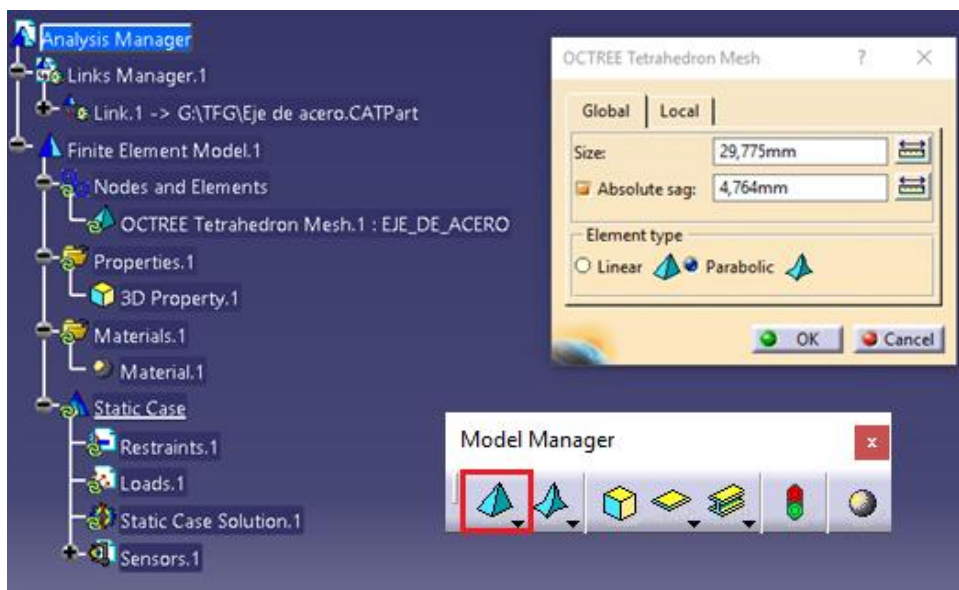 Analysis Manager
Links Manager.1
Link.1 -> G:\TFG\Eje de acero.CATPart
Finite Element Model.1
Nodes and Elements
OCTREE Tetrahedron Mesh.1 : EJE_DE_ACERO
Properties.1
3D Property.1
Materials.1
Material.1
Static Case
Restraints.1
Loads.1
Static Case Solution.1
Sensors.1
OCTREE Tetrahedron Mesh ? ×
Global Local
Size: 29,775mm
Absolute sag: 4,764mm
Element type
Linear Parabolic
OK Cancel
Model Manager x